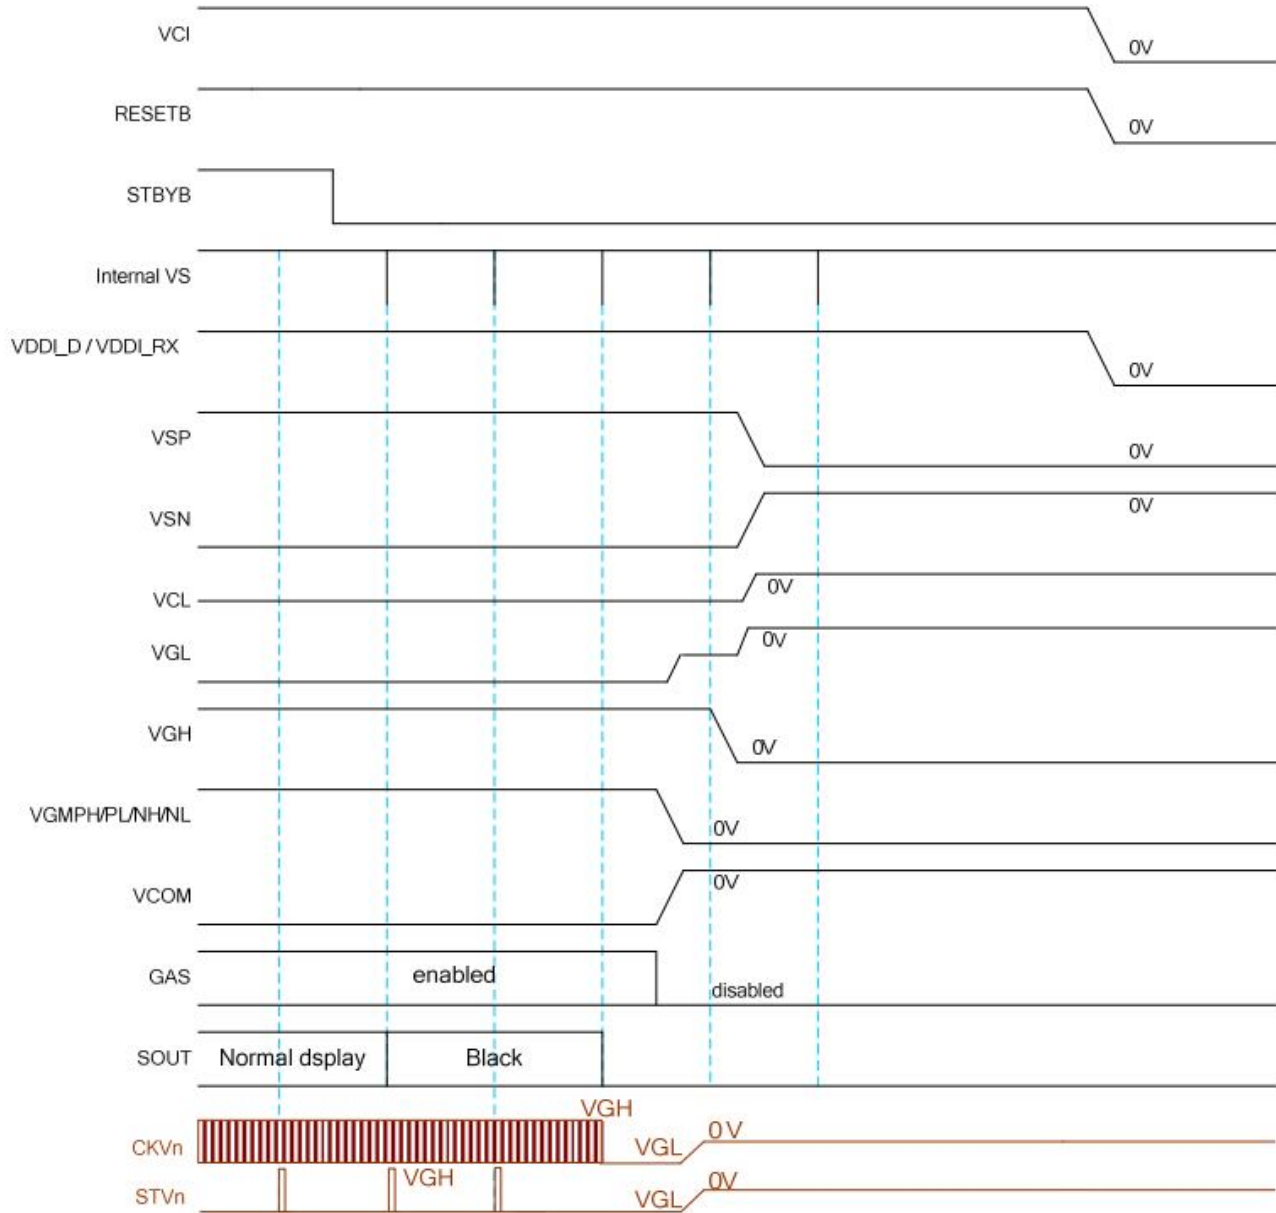 VCI
0V
RESETB
0V
STBYB
Internal VS
VDDI_D / VDDI_RX
0V
VSP
0V
VSN
0V
VCL
0V
VGL
0V
VGH
0V
VGMPH/PL/NH/NL
0V
VCOM
0V
GAS enabled
disabled
SOUT Normal dsplay Black
VGH
CKVn VGL 0 V
VGH
STVn VGL 0V